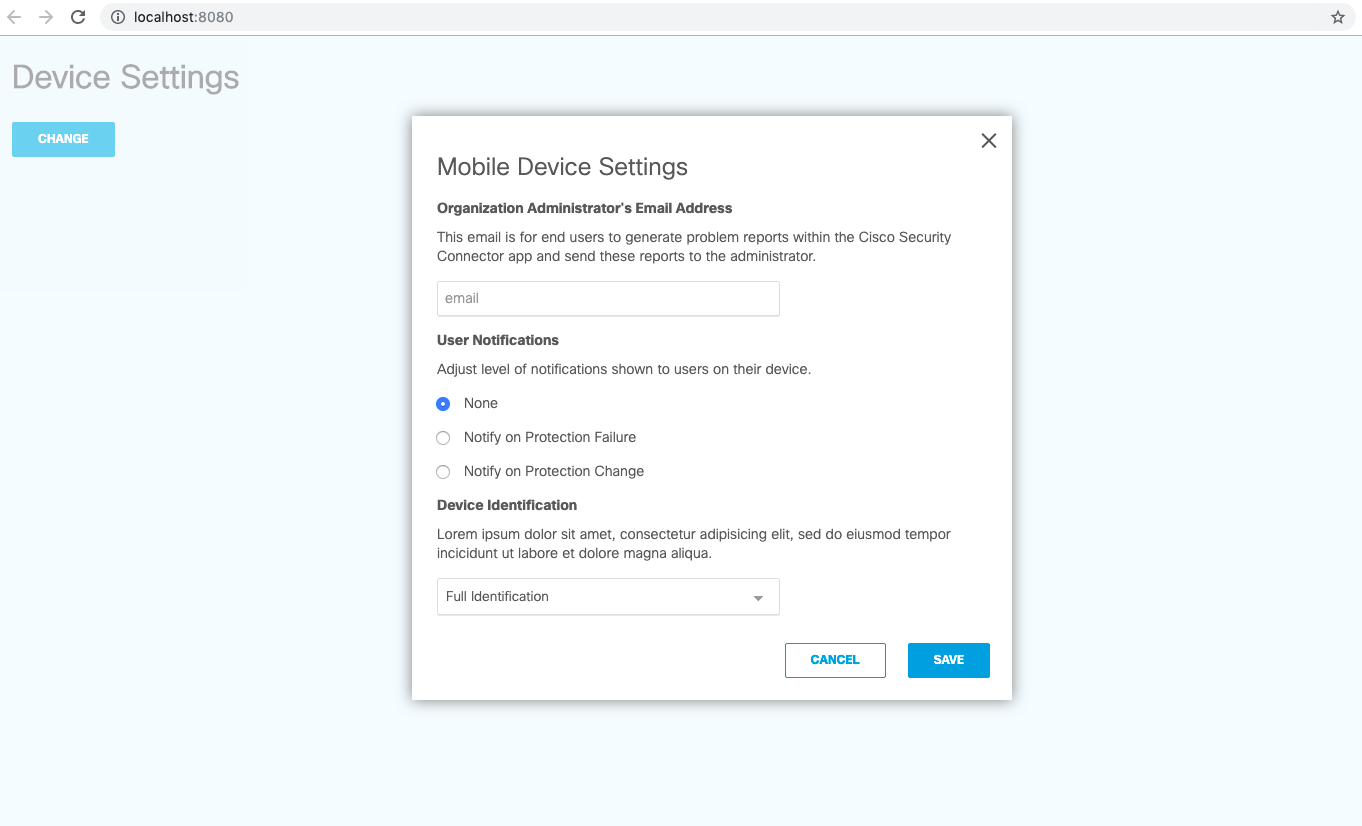 localhost:8080
Device Settings
CHANGE
Mobile Device Settings
Organization Administrator's Email Address
This email is for end users to generate problem reports within the Cisco Security
Connector app and send these reports to the administrator.
email
User Notifications
Adjust level of notifications shown to users on their device.
None
Notify on Protection Failure
Notify on Protection Change
Device Identification
Lorem ipsum dolor sit amet, consectetur adipisicing elit, sed do eiusmod tempor
incididunt ut labore et dolore magna aliqua.
Full Identification
CANCEL
SAVE